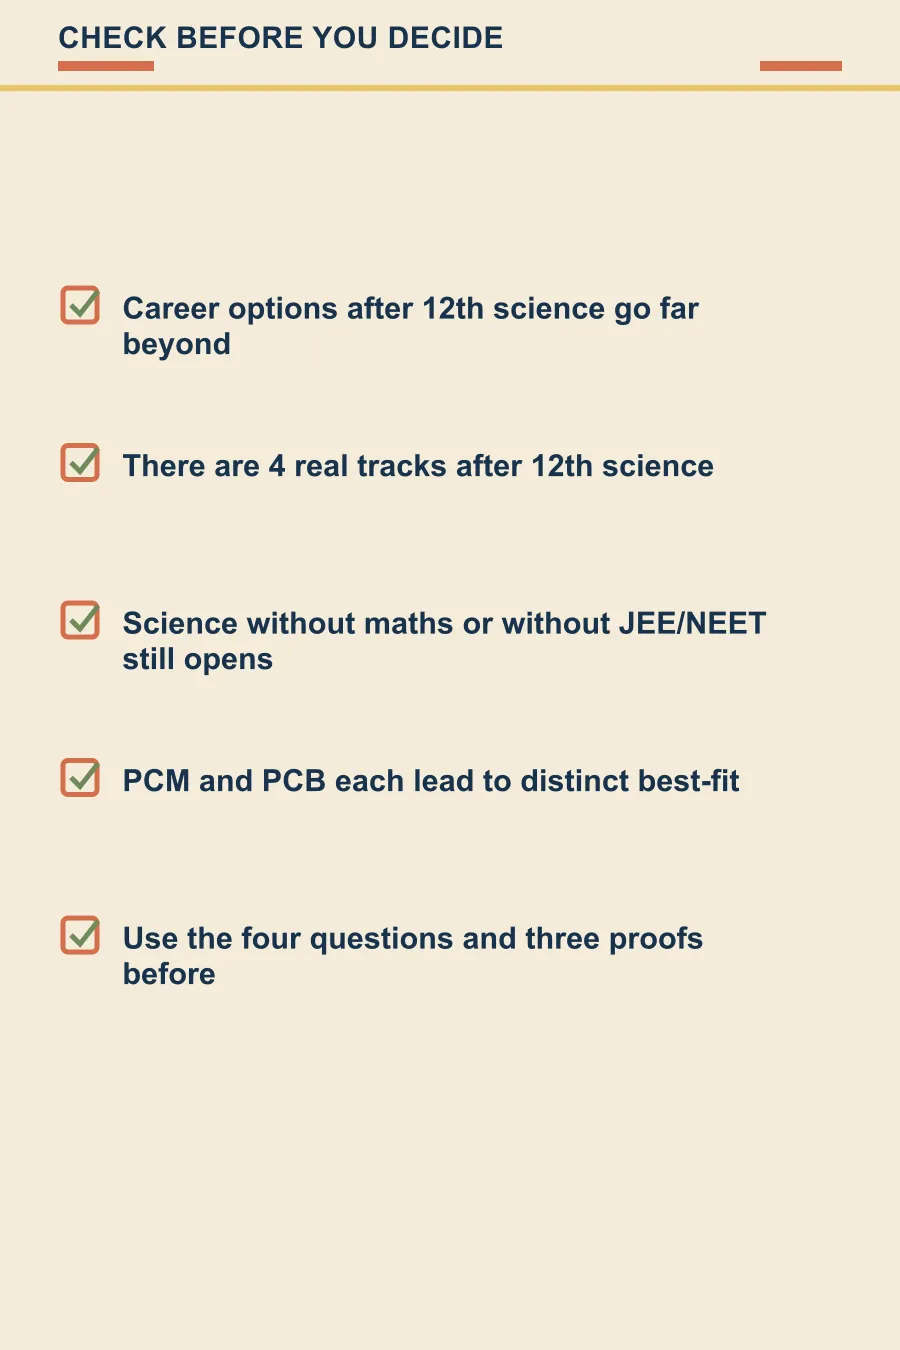 CHECK BEFORE YOU DECIDE
Career options after 12th science go far
beyond
There are 4 real tracks after 12th science
Science without maths or without JEE/NEET
still opens
PCM and PCB each lead to distinct best-fit
Use the four questions and three proofs
before